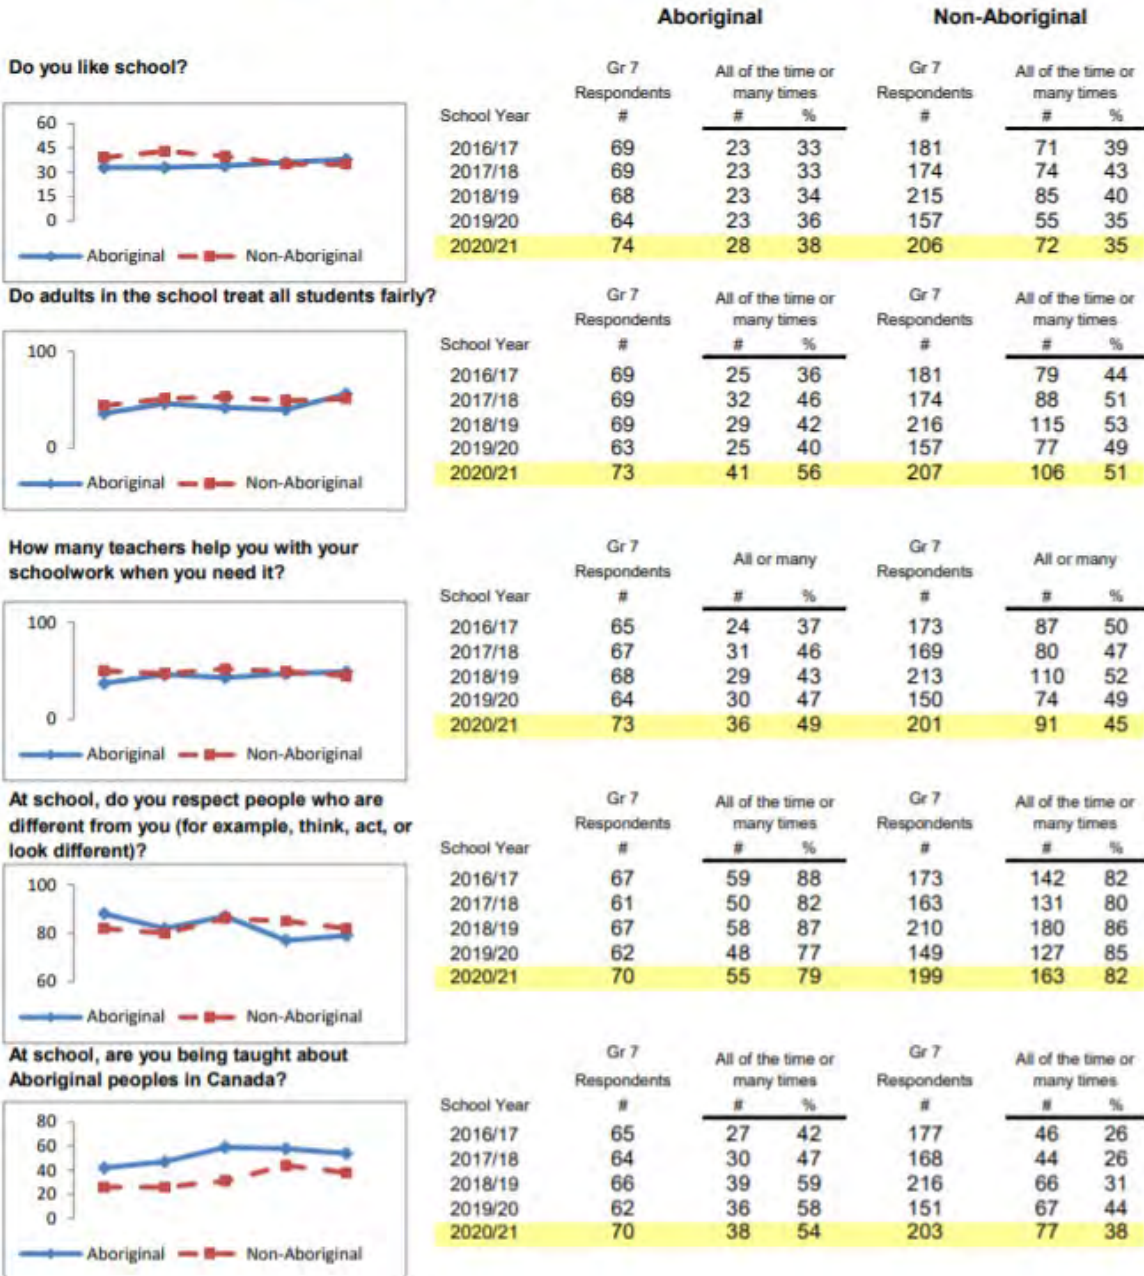 Aboriginal Non-Aboriginal
Do you like school?
60
45
30
15
0
Aboriginal Non-Aboriginal
Gr 7 All of the time or Gr 7 All of the time or
Respondents many times Respondents many times
School Year # # % # # %
2016/17 69 23 33 181 71 39
2017/18 69 23 33 174 74 43
2018/19 68 23 34 215 85 40
2019/20 64 23 36 157 55 35
2020/21 74 28 38 206 72 35
Do adults in the school treat all students fairly?
100
0
Aboriginal Non-Aboriginal
Gr 7 All of the time or Gr 7 All of the time or
Respondents many times Respondents many times
School Year # # % # # %
2016/17 69 25 36 181 79 44
2017/18 69 32 46 174 88 51
2018/19 69 29 42 216 115 53
2019/20 63 25 40 157 77 49
2020/21 73 41 56 207 106 51
How many teachers help you with your
schoolwork when you need it?
100
0
Aboriginal Non-Aboriginal
Gr 7 All or many Gr 7 All or many
Respondents Respondents
School Year # # % # # %
2016/17 65 24 37 173 87 50
2017/18 67 31 46 169 80 47
2018/19 68 29 43 213 110 52
2019/20 64 30 47 150 74 49
2020/21 73 36 49 201 91 45
At school, do you respect people who are
different from you (for example, think, act, or
look different)?
100
80
60
Aboriginal Non-Aboriginal
Gr 7 All of the time or Gr 7 All of the time or
Respondents many times Respondents many times
School Year # # % # # %
2016/17 67 59 88 173 142 82
2017/18 61 50 82 163 131 80
2018/19 67 58 87 210 180 86
2019/20 62 48 77 149 127 85
2020/21 70 55 79 199 163 82
At school, are you being taught about
Aboriginal peoples in Canada?
80
60
40
20
0
Aboriginal Non-Aboriginal
Gr 7 All of the time or Gr 7 All of the time or
Respondents many times Respondents many times
School Year # # % # # %
2016/17 65 27 42 177 46 26
2017/18 64 30 47 168 44 26
2018/19 66 39 59 216 66 31
2019/20 62 36 58 151 67 44
2020/21 70 38 54 203 77 38